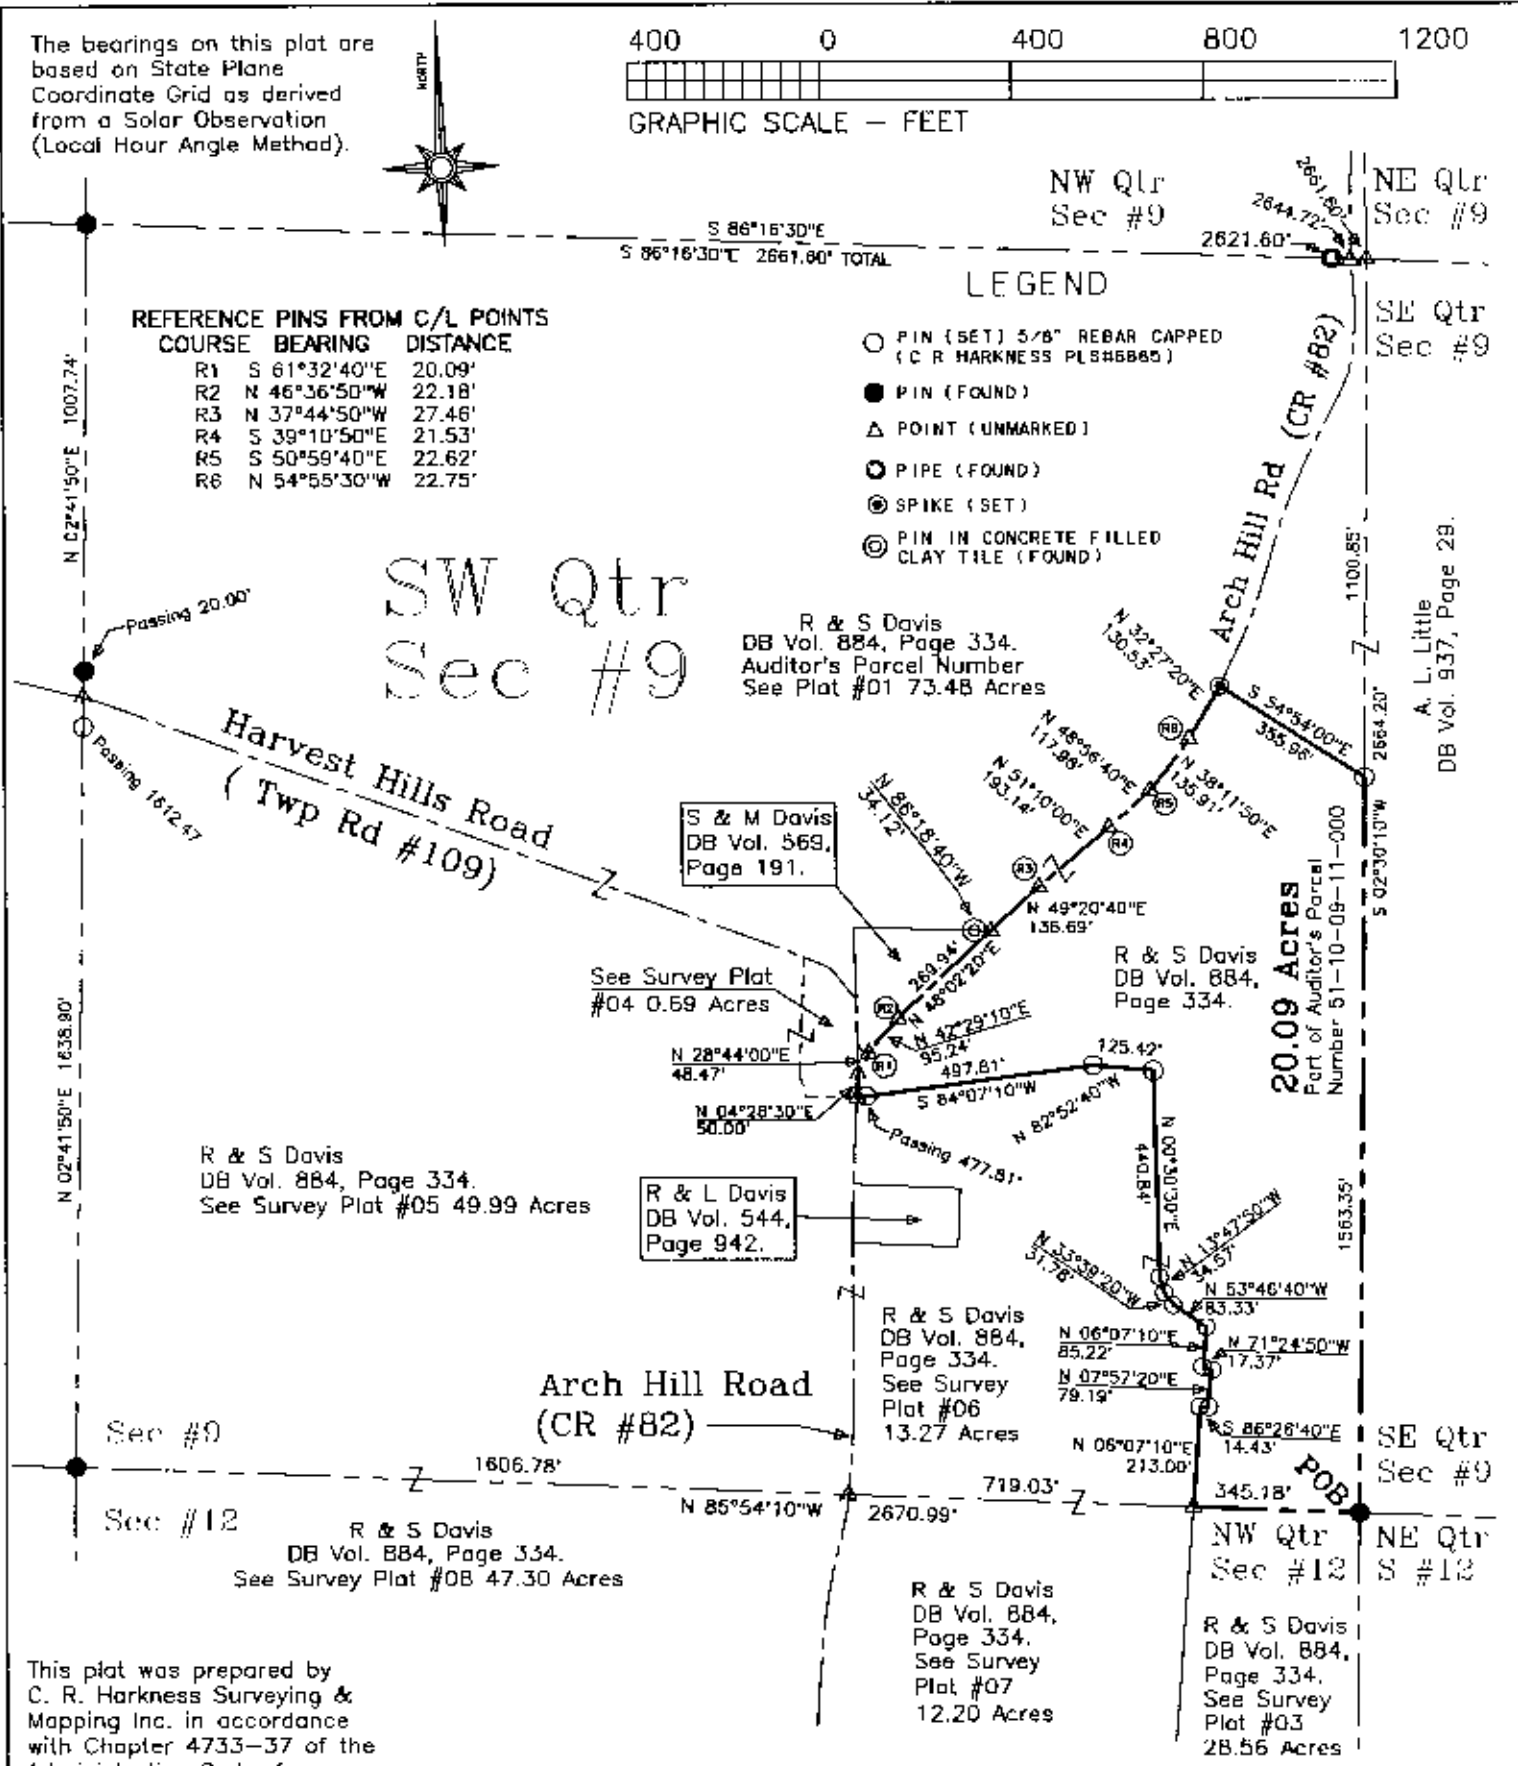 The bearings on this plat are
based on State Plane
Coordinate Grid as derived
from a Solar Observation
(Local Hour Angle Method).
NORTH
400 0 400 800 1200
GRAPHIC SCALE – FEET
NW Qtr
Sec #9
NE Qtr
Sec #9
2661.60'
2644.72'
2621.60'
S 86°16'30"E
S 86°16'30"E 2661.60' TOTAL
SE Qtr
Sec #9
LEGEND
PIN (SET) 5/8" REBAR CAPPED
(C R HARKNESS PLS#6885)
PIN (FOUND)
POINT (UNMARKED)
PIPE (FOUND)
SPIKE (SET)
PIN IN CONCRETE FILLED
CLAY TILE (FOUND)
REFERENCE PINS FROM C/L POINTS
COURSE BEARING DISTANCE
R1 S 61°32'40"E 20.09'
R2 N 46°36'50"W 22.18'
R3 N 37°44'50"W 27.46'
R4 S 39°10'50"E 21.53'
R5 S 50°59'40"E 22.62'
R6 N 54°55'30"W 22.75'
N 02°41'50"E 1007.74'
Passing 20.00'
Passing 1612.47
N 02°41'50"E 1638.90'
SW Qtr
Sec #9
Harvest Hills Road
( Twp Rd #109)
R & S Davis
DB Vol. 884, Page 334.
Auditor's Parcel Number
See Plat #01 73.48 Acres
Arch Hill Rd (CR #82)
1100.85'
2664.20'
A. L. Little
DB Vol. 937, Page 29.
N 32°27'20"E
130.53'
S 54°54'00"E
355.96'
R6
N 48°56'40"E
117.98'
N 38°11'50"E
135.91'
R5
N 51°10'00"E
193.14'
R4
N 86°18'40"W
34.12'
R3
N 49°20'40"E
136.69'
S 02°30'10"W
S & M Davis
DB Vol. 569,
Page 191.
269.94'
N 48°02'20"E
R2
N 42°29'10"E
95.24'
R1
See Survey Plat
#04 0.69 Acres
N 28°44'00"E
48.47'
N 04°28'30"E
50.00'
R & S Davis
DB Vol. 884,
Page 334.
20.09 Acres
Part of Auditor's Parcel
Number 51-10-09-11-000
497.81'
S 84°07'10"W
125.42'
N 82°52'40"W
Passing 477.81'
N 00°30'30"E
440.84'
1563.35'
R & S Davis
DB Vol. 884, Page 334.
See Survey Plat #05 49.99 Acres
R & L Davis
DB Vol. 544,
Page 942.
N 13°47'50"W
34.57'
N 33°39'20"W
31.78'
N 53°46'40"W
83.33'
N 06°07'10"E
85.22'
N 71°24'50"W
17.37'
N 07°57'20"E
79.19'
S 86°26'40"E
14.43'
N 06°07'10"E
213.00'
R & S Davis
DB Vol. 884,
Page 334.
See Survey
Plat #06
13.27 Acres
Arch Hill Road
(CR #82)
Sec #9
Sec #12
1606.78'
N 85°54'10"W
2670.99'
719.03'
345.18'
POB
SE Qtr
Sec #9
NW Qtr
Sec #12
NE Qtr
S #12
R & S Davis
DB Vol. 884, Page 334.
See Survey Plat #08 47.30 Acres
R & S Davis
DB Vol. 884,
Page 334.
See Survey
Plat #07
12.20 Acres
R & S Davis
DB Vol. 884,
Page 334.
See Survey
Plat #03
28.56 Acres
This plat was prepared by
C. R. Harkness Surveying &
Mapping Inc. in accordance
with Chapter 4733–37 of the